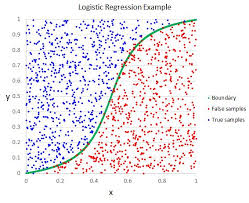 Logistic Regression Example
1
0.9
0.8
0.7
0.6
y 0.5
0.4
0.3
0.2
0.1
0
0 0.2 0.4 0.6 0.8 1
x
Boundary
False samples
True samples